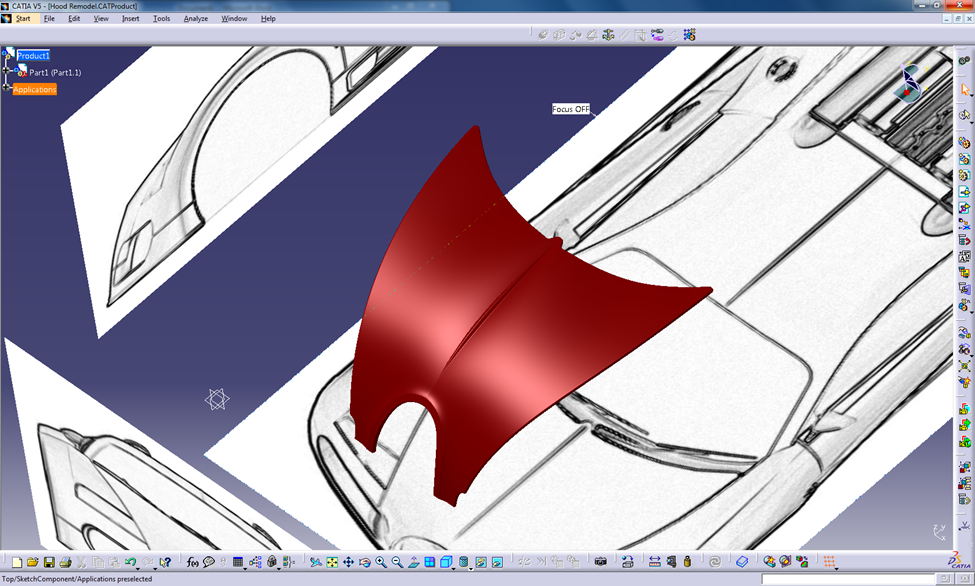 CATIA V5 - [Hood Remodel.CATProduct]
Start File Edit View Insert Tools Analyze Window Help
Product1
Part1 (Part1.1)
Applications
Focus OFF
f(x)
z y
x
CATIA
Top/SketchComponent/Applications preselected